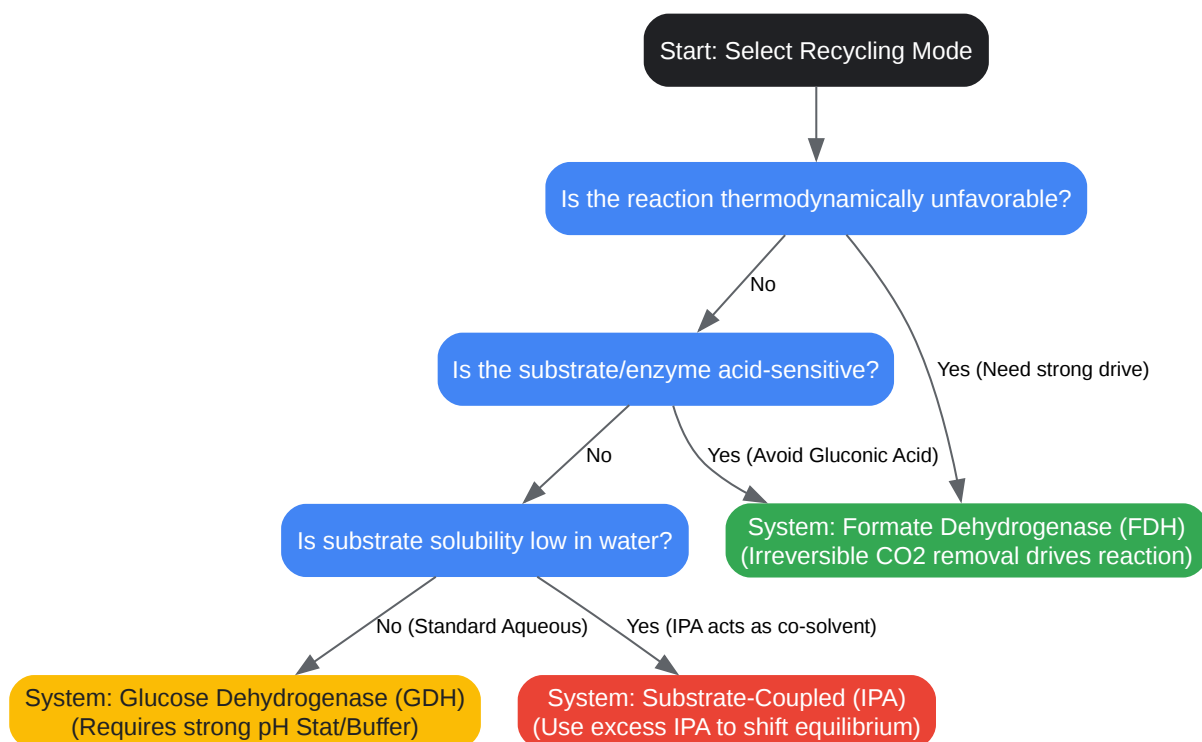 Start: Select Recycling Mode
Is the reaction thermodynamically unfavorable?
No
Is the substrate/enzyme acid-sensitive?
Yes (Need strong drive)
No
Yes (Avoid Gluconic Acid)
Is substrate solubility low in water?
System: Formate Dehydrogenase (FDH)
(Irreversible CO2 removal drives reaction)
No (Standard Aqueous)
Yes (IPA acts as co-solvent)
System: Glucose Dehydrogenase (GDH)
(Requires strong pH Stat/Buffer)
System: Substrate-Coupled (IPA)
(Use excess IPA to shift equilibrium)